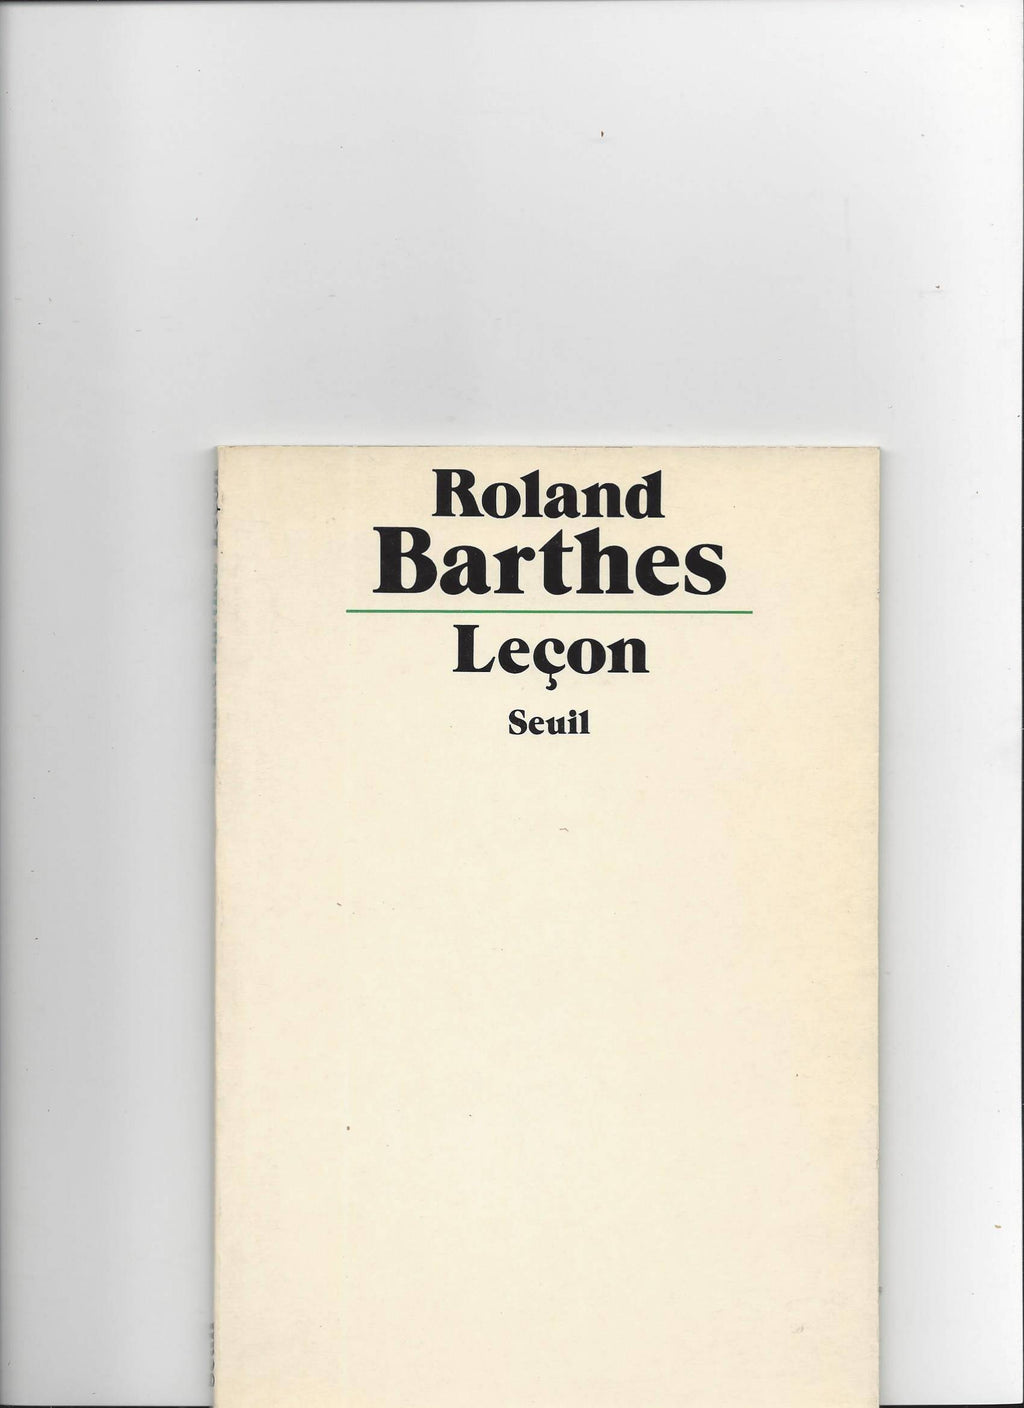 Roland
Barthes
Leçon
Seuil